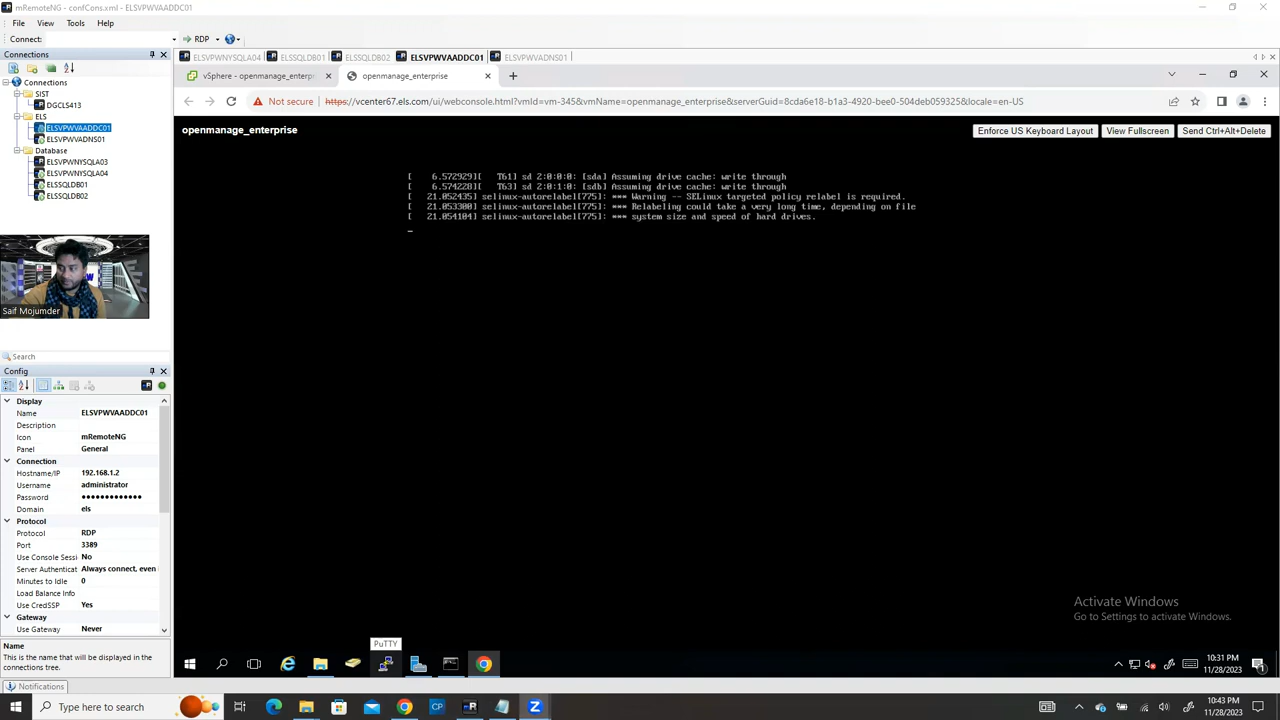 mRemoteNG - confCons.xml - ELSVPWVAADDC01
File View Tools Help
Connect: RDP
Connections
Connections
SIST
DGCLS413
ELS
ELSVPWVAADDC01
ELSVPWVADNS01
Database
ELSVPWNYSQLA03
ELSVPWNYSQLA04
ELSSQLDB01
ELSSQLDB02
Saif Mojumder
Search
Config
Display
Name ELSVPWVAADDC01
Description
Icon mRemoteNG
Panel General
Connection
Hostname/IP 192.168.1.2
Username administrator
Password •••••••••••••
Domain els
Protocol
Protocol RDP
Port 3389
Use Console Sessi No
Server Authenticat Always connect, even
Minutes to Idle 0
Load Balance Info
Use CredSSP Yes
Gateway
Use Gateway Never
Name
This is the name that will be displayed in the
connections tree.
Notifications
ELSVPWNYSQLA04 ELSSQLDB01 ELSSQLDB02 ELSVPWVAADDC01 ELSVPWVADNS01
vSphere - openmanage_enterp openmanage_enterprise
Not secure https://vcenter67.els.com/ui/webconsole.html?vmId=vm-345&vmName=openmanage_enterprise&serverGuid=8cda6e18-b1a3-4920-bee0-504deb059325&locale=en-US
openmanage_enterprise Enforce US Keyboard Layout View Fullscreen Send Ctrl+Alt+Delete
[ 6.572929][ T61] sd 2:0:0:0: [sda] Assuming drive cache: write through
[ 6.574228][ T63] sd 2:0:1:0: [sdb] Assuming drive cache: write through
[ 21.052435] selinux-autorelabel[775]: *** Warning -- SELinux targeted policy relabel is required.
[ 21.053300] selinux-autorelabel[775]: *** Relabeling could take a very long time, depending on file
[ 21.054104] selinux-autorelabel[775]: *** system size and speed of hard drives.
Activate Windows
Go to Settings to activate Windows.
PuTTY
10:31 PM
11/28/2023
Type here to search
10:43 PM
11/28/2023